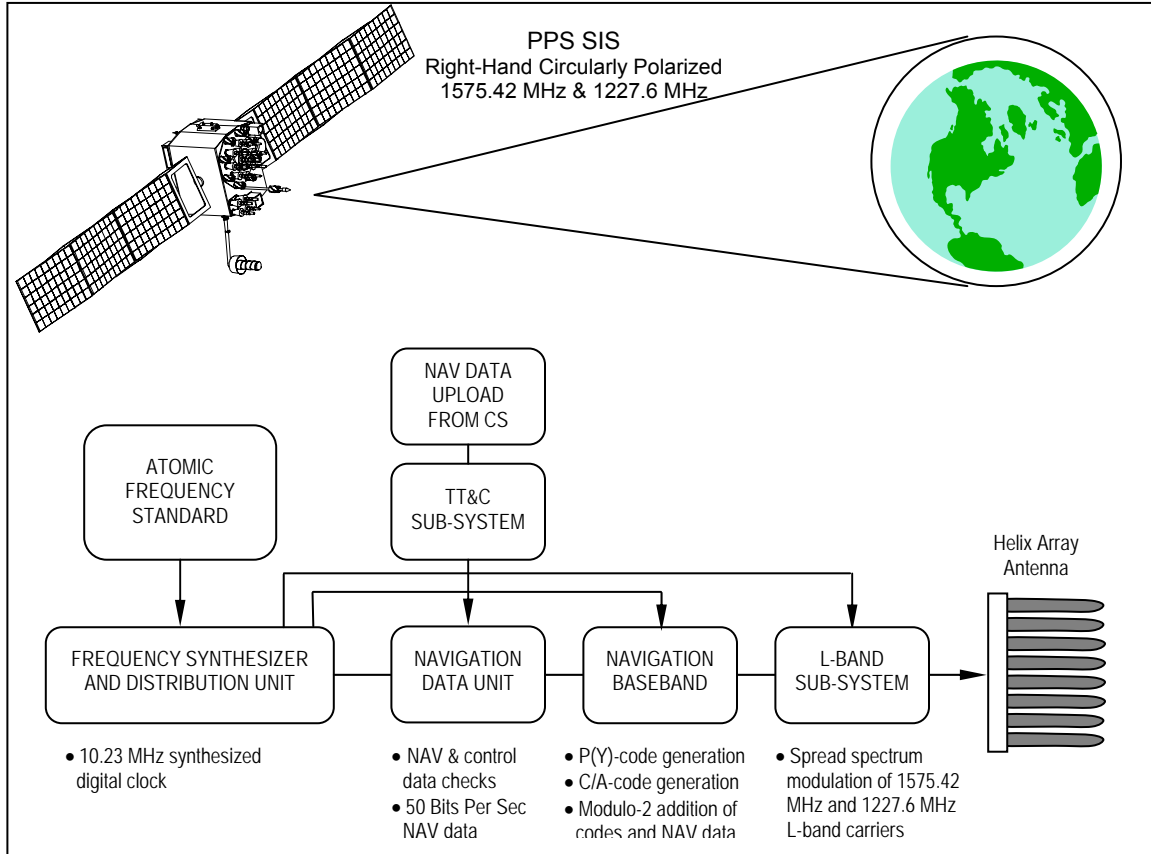 PPS SIS
Right-Hand Circularly Polarized
1575.42 MHz & 1227.6 MHz
NAV DATA
UPLOAD
FROM CS
ATOMIC
FREQUENCY
STANDARD
TT&C
SUB-SYSTEM
Helix Array
Antenna
FREQUENCY SYNTHESIZER
AND DISTRIBUTION UNIT
NAVIGATION
DATA UNIT
NAVIGATION
BASEBAND
L-BAND
SUB-SYSTEM
• 10.23 MHz synthesized
digital clock
• NAV & control
data checks
• 50 Bits Per Sec
NAV data
• P(Y)-code generation
• C/A-code generation
• Modulo-2 addition of
codes and NAV data
• Spread spectrum
modulation of 1575.42
MHz and 1227.6 MHz
L-band carriers